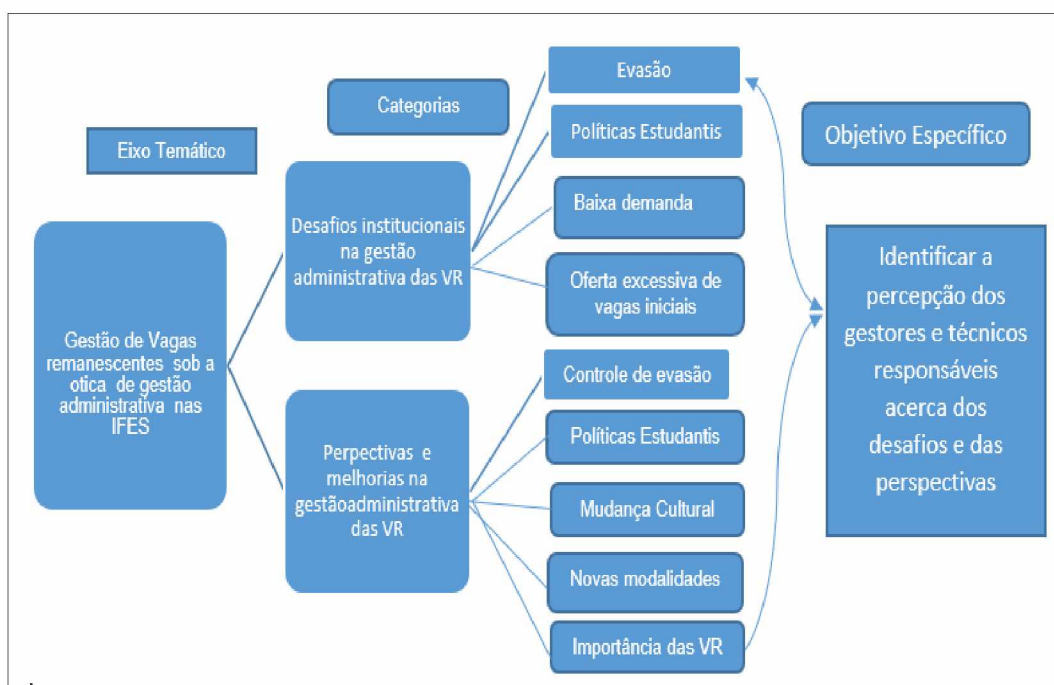 Eixo Temático
Gestão de Vagas
remanescentes sob a
otica de gestão
administrativa nas
IFES
Categorias
Desafios institucionais
na gestão
administrativa das VR
Perpectivas e
melhorias na
gestãoadministrativa
das VR
Evasão
Políticas Estudantis
Baixa demanda
Oferta excessiva de
vagas iniciais
Controle de evasão
Políticas Estudantis
Mudança Cultural
Novas modalidades
Importância das VR
Objetivo Específico
Identificar a
percepção dos
gestores e técnicos
responsáveis
acerca dos
desafios e das
perspectivas